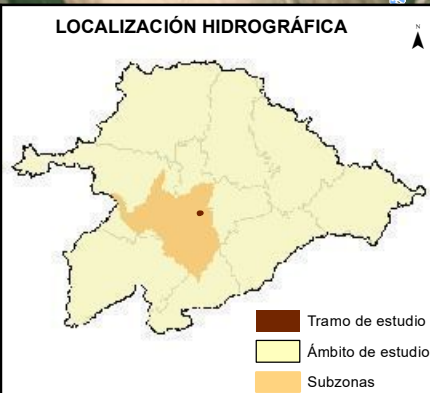 LOCALIZACIÓN HIDROGRÁFICA
N
Tramo de estudio
Ámbito de estudio
Subzonas